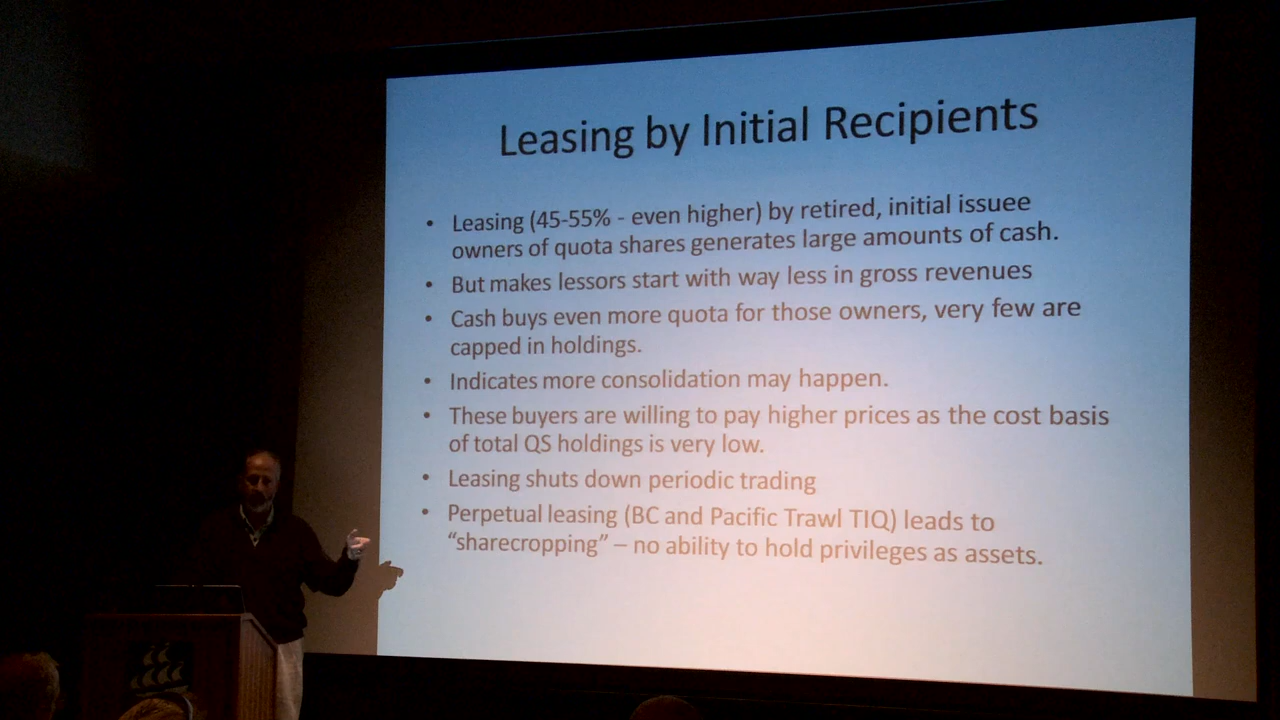 Leasing by Initial Recipients
• Leasing (45-55% - even higher) by retired, initial issuee
owners of quota shares generates large amounts of cash.
• But makes lessors start with way less in gross revenues
• Cash buys even more quota for those owners, very few are
capped in holdings.
• Indicates more consolidation may happen.
• These buyers are willing to pay higher prices as the cost basis
of total QS holdings is very low.
• Leasing shuts down periodic trading
• Perpetual leasing (BC and Pacific Trawl TIQ) leads to
“sharecropping” – no ability to hold privileges as assets.